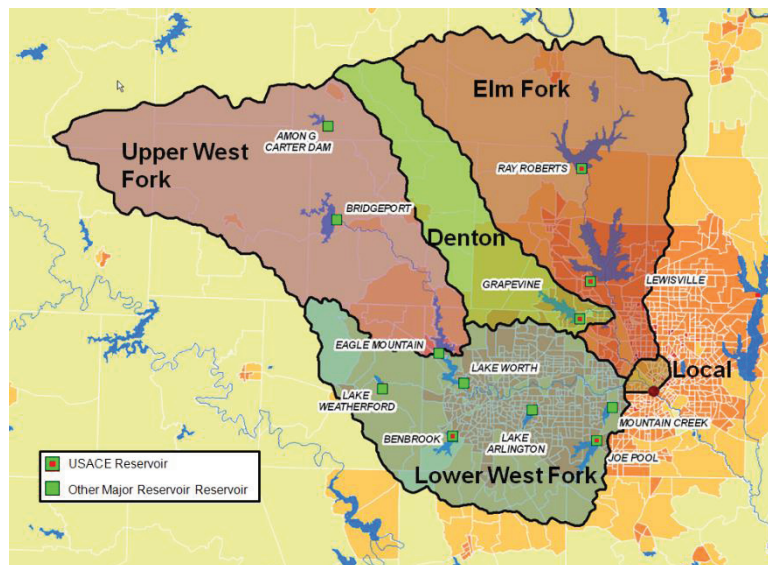 Elm Fork
AMON G
CARTER DAM
Upper West
Fork
RAY ROBERTS
BRIDGEPORT
Denton
GRAPEVINE
LEWISVILLE
EAGLE MOUNTAIN
LAKE WORTH
Local
LAKE
WEATHERFORD
MOUNTAIN CREEK
BENBROOK
LAKE
ARLINGTON
JOE POOL
Lower West Fork
USACE Reservoir
Other Major Reservoir Reservoir